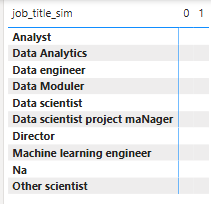 job_title_sim 0 1
Analyst
Data Analytics
Data engineer
Data Moduler
Data scientist
Data scientist project maNager
Director
Machine learning engineer
Na
Other scientist